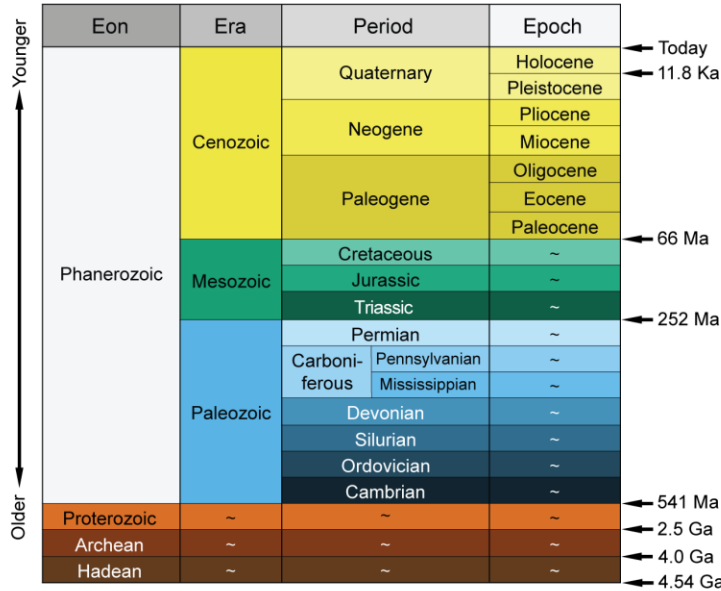 Eon Era Period Epoch
Younger
Today
Holocene
Quaternary
11.8 Ka
Pleistocene
Pliocene
Neogene
Cenozoic
Miocene
Oligocene
Paleogene
Eocene
Paleocene
66 Ma
Cretaceous ~
Phanerozoic
Mesozoic
Jurassic ~
Triassic ~
252 Ma
Permian ~
Carboni-
ferous
Pennsylvanian ~
Mississippian ~
Paleozoic
Devonian ~
Silurian ~
Ordovician ~
Cambrian ~
Older
541 Ma
Proterozoic ~ ~ ~
2.5 Ga
Archean ~ ~ ~
4.0 Ga
Hadean ~ ~ ~
4.54 Ga